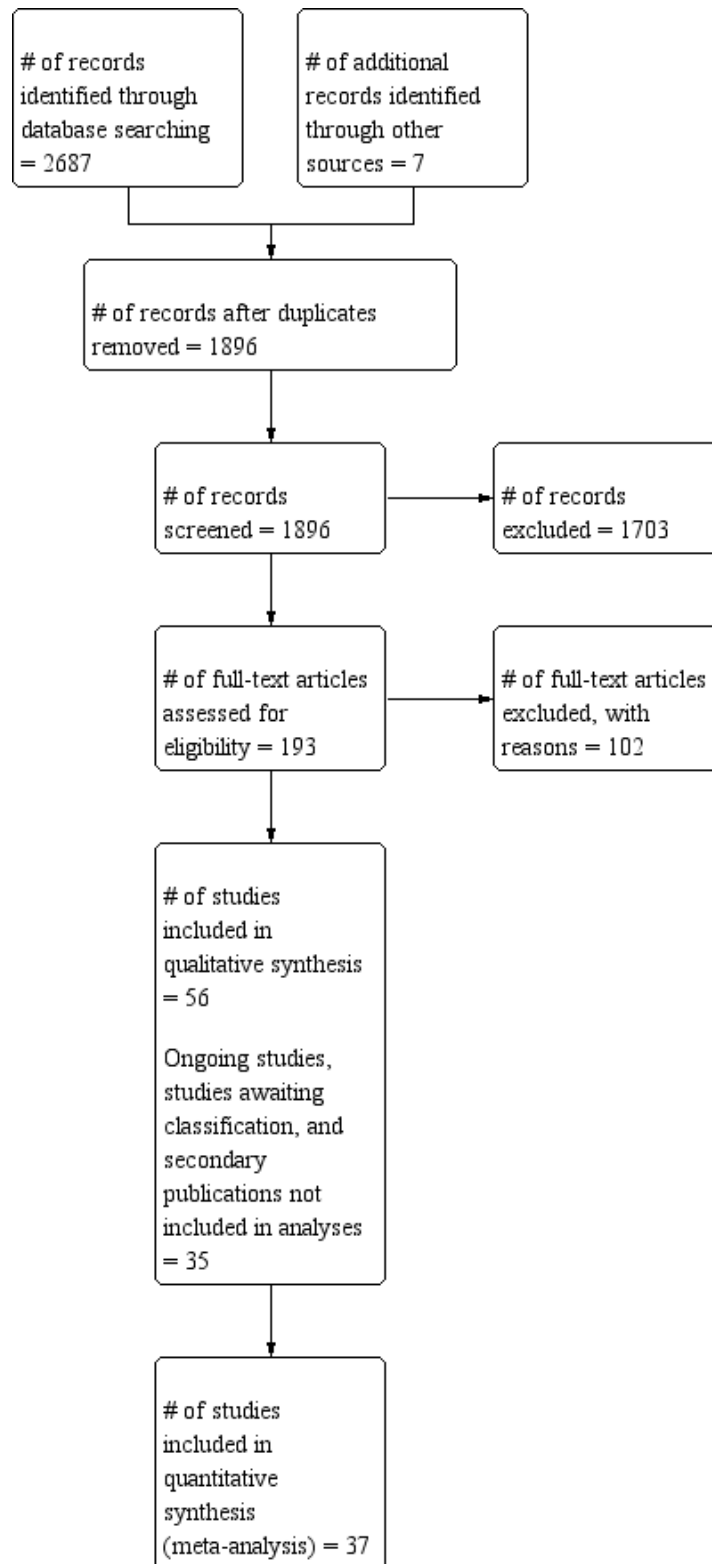 # of records
identified through
database searching
= 2687
# of additional
records identified
through other
sources = 7
# of records after duplicates
removed = 1896
# of records
screened = 1896
# of records
excluded = 1703
# of full-text articles
assessed for
eligibility = 193
# of full-text articles
excluded, with
reasons = 102
# of studies
included in
qualitative synthesis
= 56
Ongoing studies,
studies awaiting
classification, and
secondary
publications not
included in analyses
= 35
# of studies
included in
quantitative
synthesis
(meta-analysis) = 37